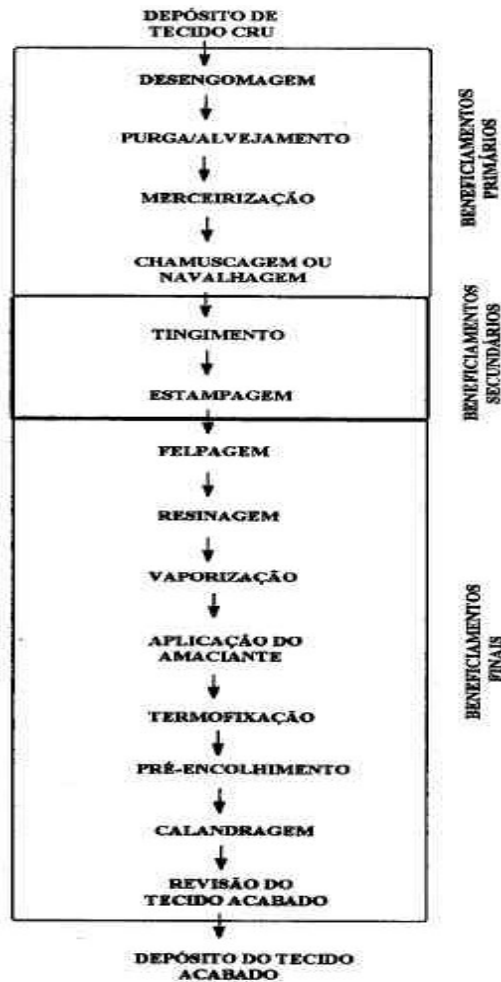 DEPÓSITO DE
TECIDO CRU
DESENGOMAGEM
PURGA/ALVEJAMENTO
MERCEIRIZAÇÃO
CHAMUSCAGEM OU
NAVALHAGEM
BENEFICIAMENTOS
PRIMÁRIOS
TINGIMENTO
ESTAMPAGEM
BENEFICIAMENTOS
SECUNDÁRIOS
FELPAGEM
RESINAGEM
VAPORIZAÇÃO
APLICAÇÃO DO
AMACIANTE
TERMOFIXAÇÃO
PRÉ-ENCOLHIMENTO
CALANDRAGEM
REVISÃO DO
TECIDO ACABADO
BENEFICIAMENTOS
FINAIS
DEPÓSITO DO TECIDO
ACABADO